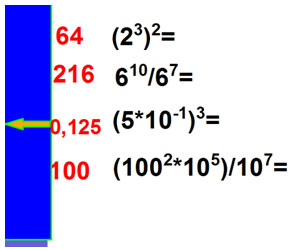 64 (2³)²=
216 6¹⁰/6⁷=
0,125 (5*10⁻¹)³=
100 (100²*10⁵)/10⁷=